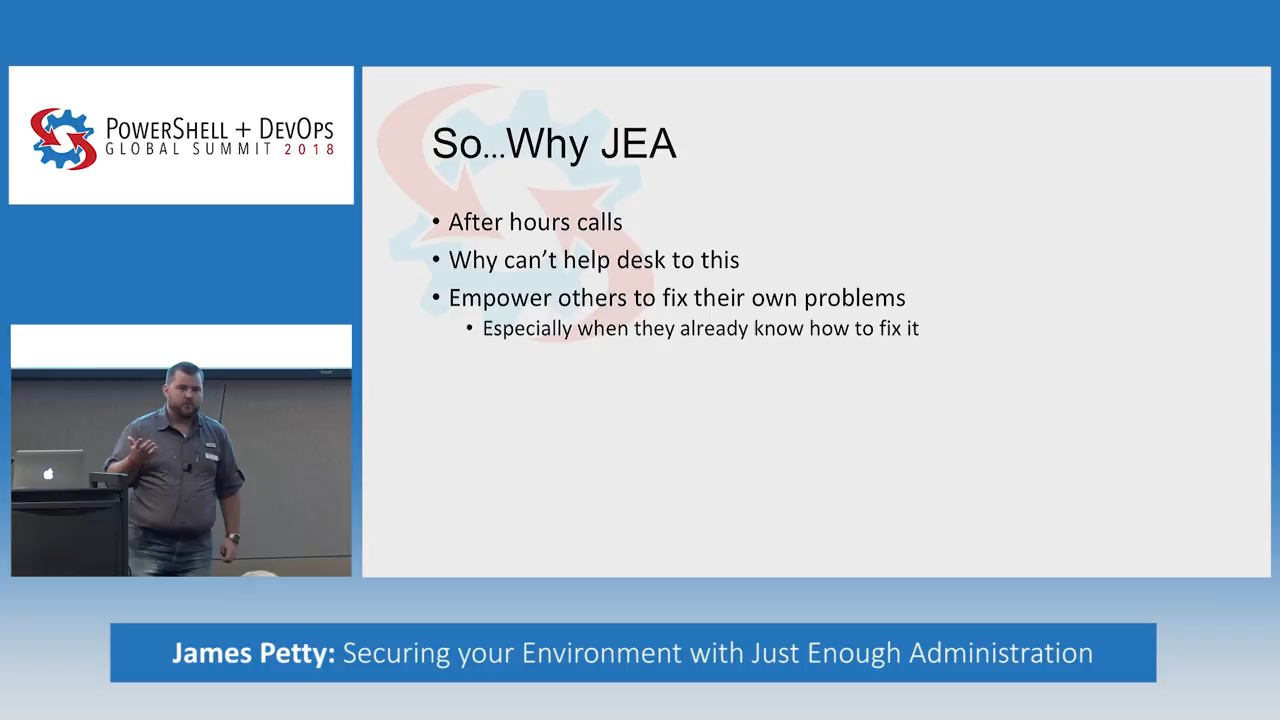 POWERSHELL + DEVOPS
GLOBAL SUMMIT 2018
So...Why JEA
• After hours calls
• Why can't help desk to this
• Empower others to fix their own problems
• Especially when they already know how to fix it
James Petty: Securing your Environment with Just Enough Administration